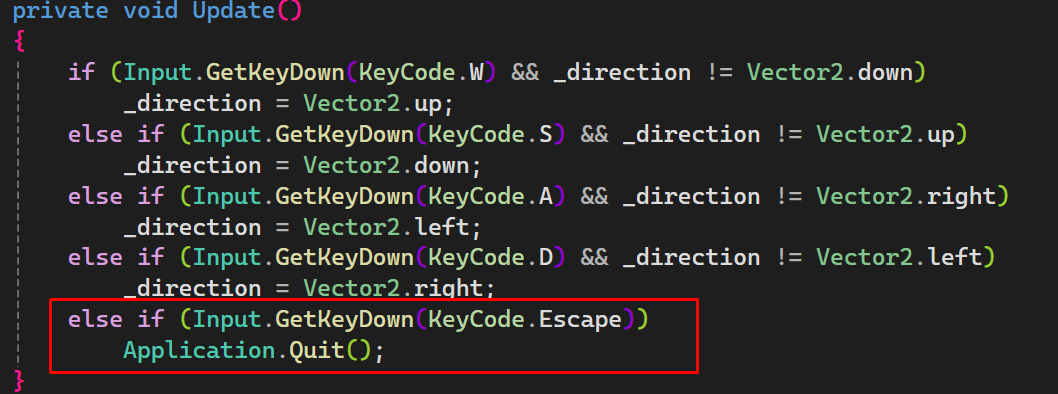 private void Update()
{
if (Input.GetKeyDown(KeyCode.W) && _direction != Vector2.down)
_direction = Vector2.up;
else if (Input.GetKeyDown(KeyCode.S) && _direction != Vector2.up)
_direction = Vector2.down;
else if (Input.GetKeyDown(KeyCode.A) && _direction != Vector2.right)
_direction = Vector2.left;
else if (Input.GetKeyDown(KeyCode.D) && _direction != Vector2.left)
_direction = Vector2.right;
else if (Input.GetKeyDown(KeyCode.Escape))
Application.Quit();
}